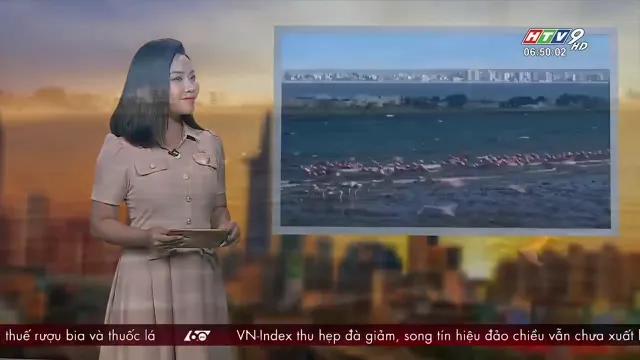 HTV9 HD
06:50:02
thuế rượu bia và thuốc lá
60 VN-Index thu hẹp đà giảm, song tín hiệu đảo chiều vẫn chưa xuất